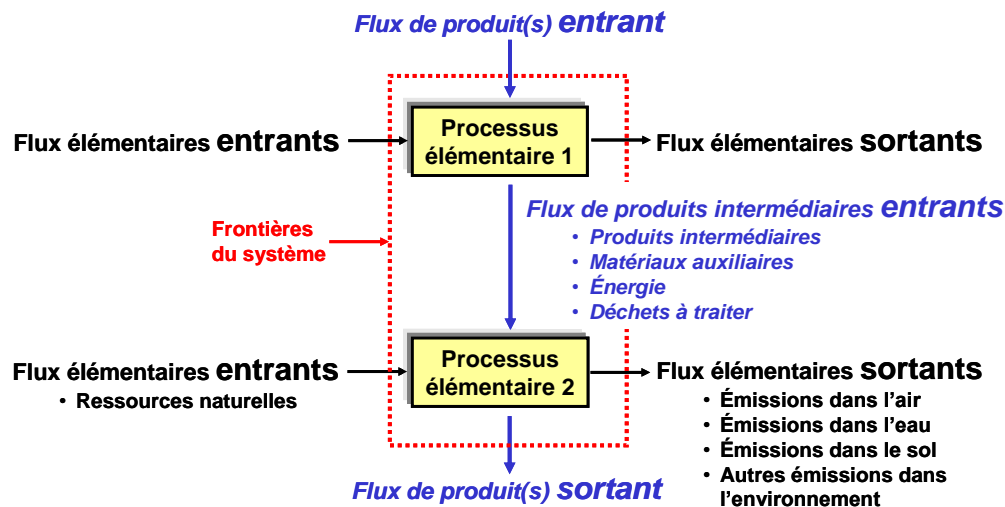 Flux de produit(s) entrant
Flux élémentaires entrants
Processus
élémentaire 1
Flux élémentaires sortants
Flux de produits intermédiaires entrants
• Produits intermédiaires
• Matériaux auxiliaires
• Énergie
• Déchets à traiter
Frontières
du système
Flux élémentaires entrants
• Ressources naturelles
Processus
élémentaire 2
Flux élémentaires sortants
• Émissions dans l'air
• Émissions dans l'eau
• Émissions dans le sol
• Autres émissions dans
l'environnement
Flux de produit(s) sortant